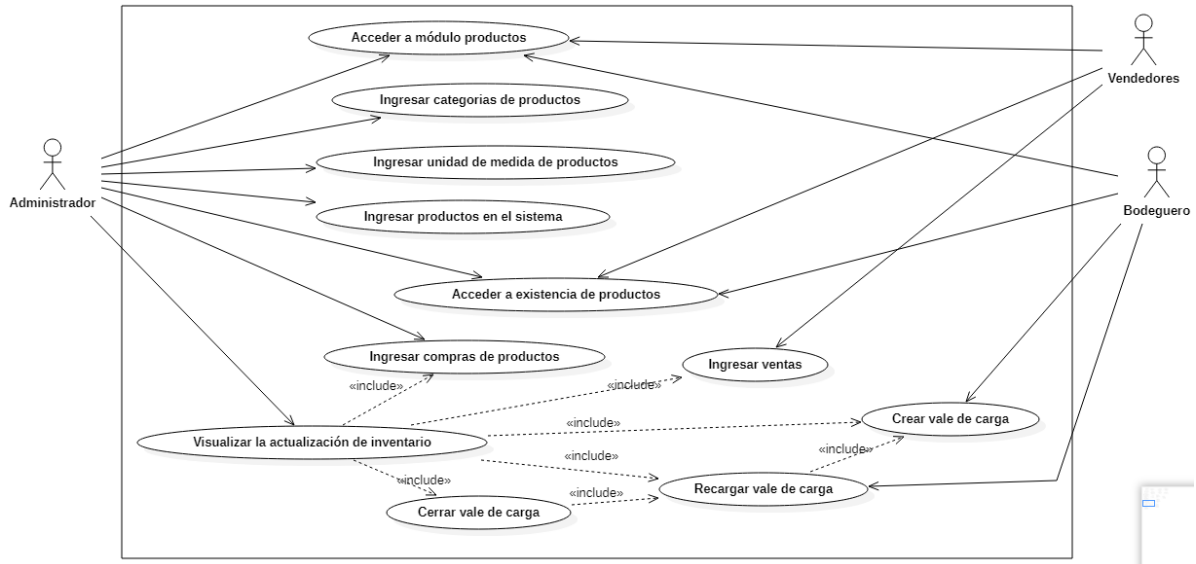 Acceder a módulo productos
Vendedores
Ingresar categorias de productos
Ingresar unidad de medida de productos
Administrador
Bodeguero
Ingresar productos en el sistema
Acceder a existencia de productos
Ingresar compras de productos
Ingresar ventas
«include»
«include»
Crear vale de carga
«include»
Visualizar la actualización de inventario
«include»
«include»
«include»
Recargar vale de carga
«include»
Cerrar vale de carga